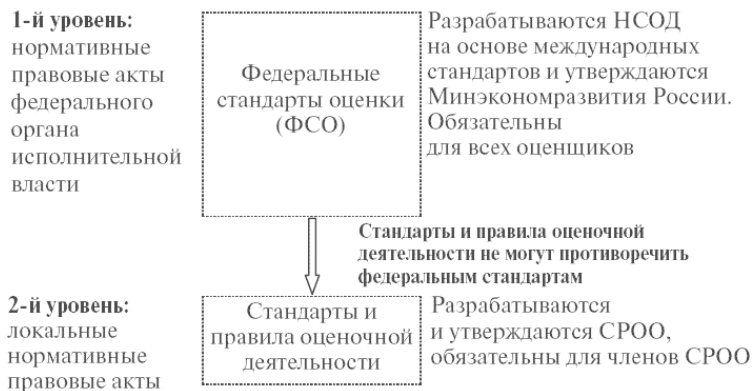 1-й уровень:
нормативные
правовые акты
федерального
органа
исполнительной
власти
Федеральные
стандарты оценки
(ФСО)
Разрабатываются НСОД
на основе международных
стандартов и утверждаются
Минэкономразвития России.
Обязательны
для всех оценщиков
Стандарты и правила оценочной
деятельности не могут противоречить
федеральным стандартам
2-й уровень:
локальные
нормативные
правовые акты
Стандарты и
правила оценочной
деятельности
Разрабатываются
и утверждаются СРОО,
обязательны для членов СРОО